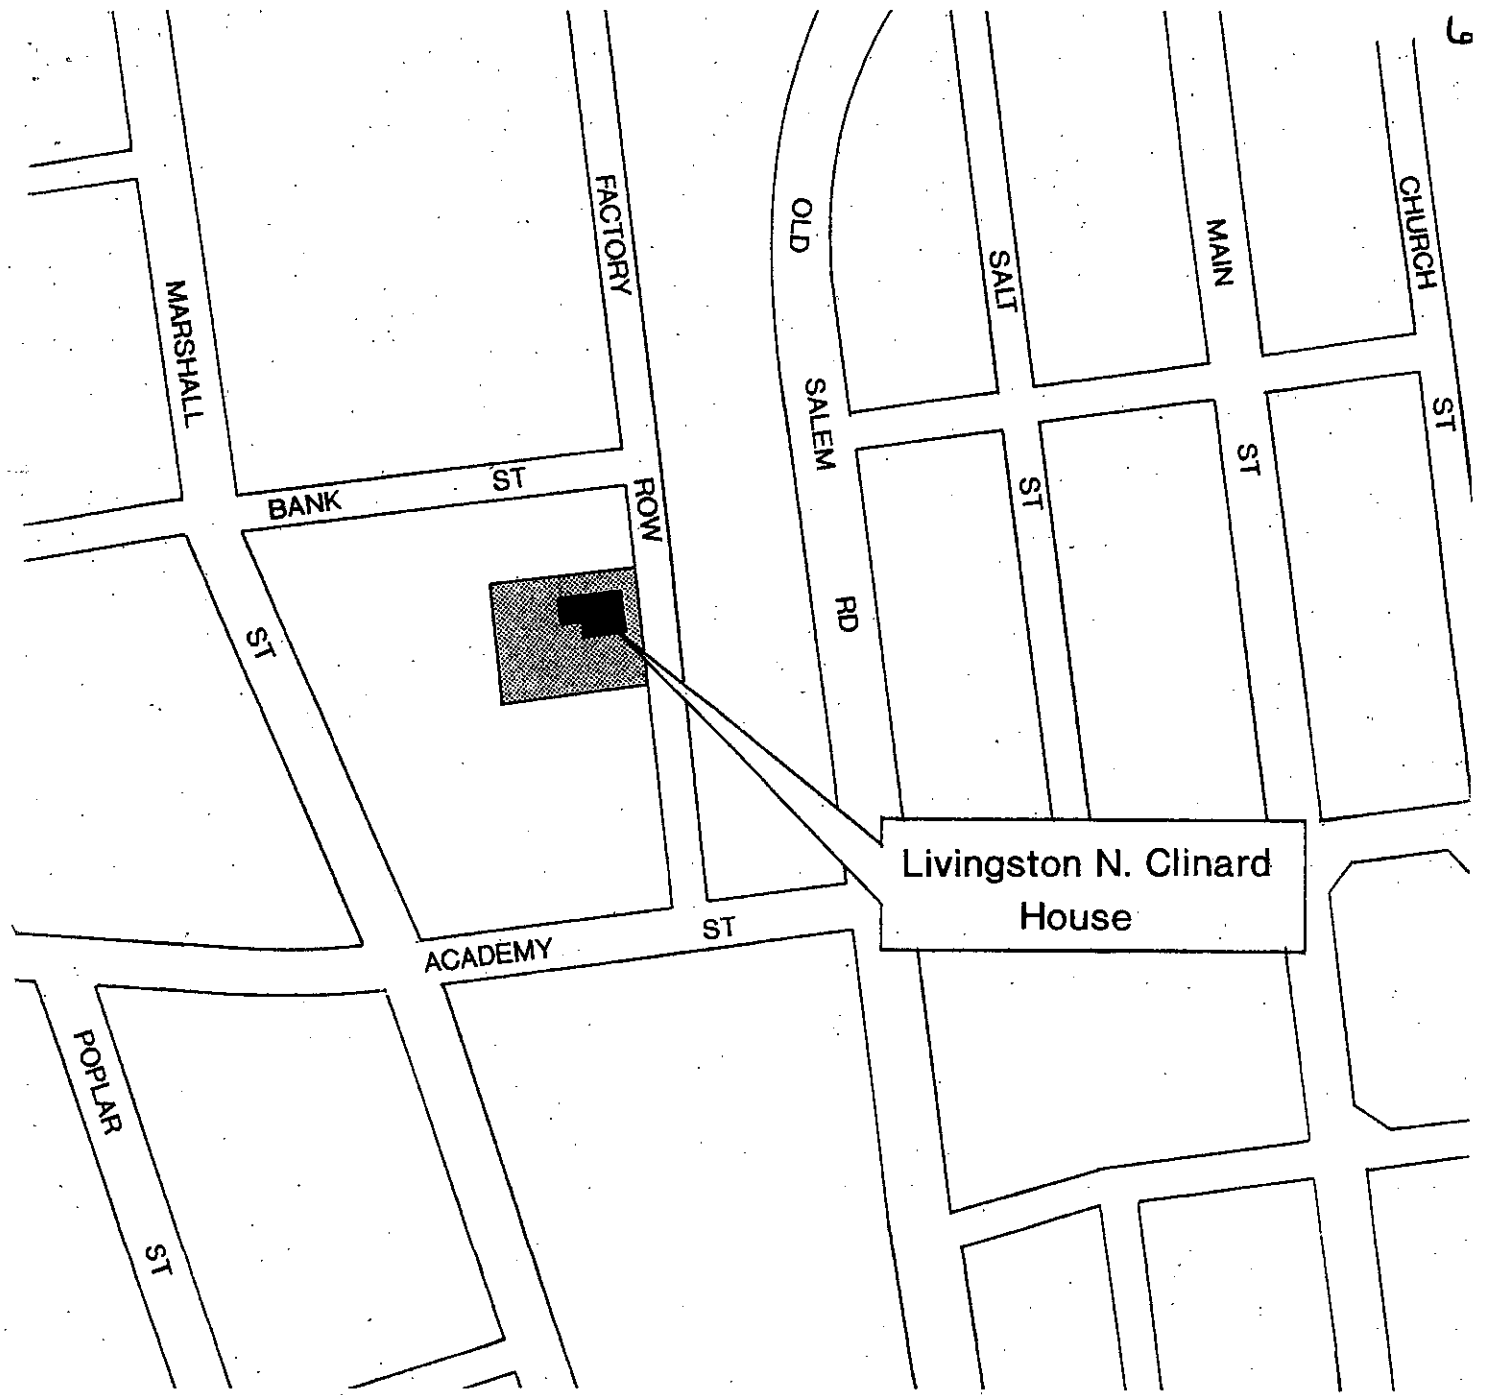 MARSHALL ST
FACTORY ROW
OLD SALEM RD
SALT ST
MAIN ST
CHURCH ST
BANK ST
Livingston N. Clinard
House
ACADEMY ST
POPLAR ST